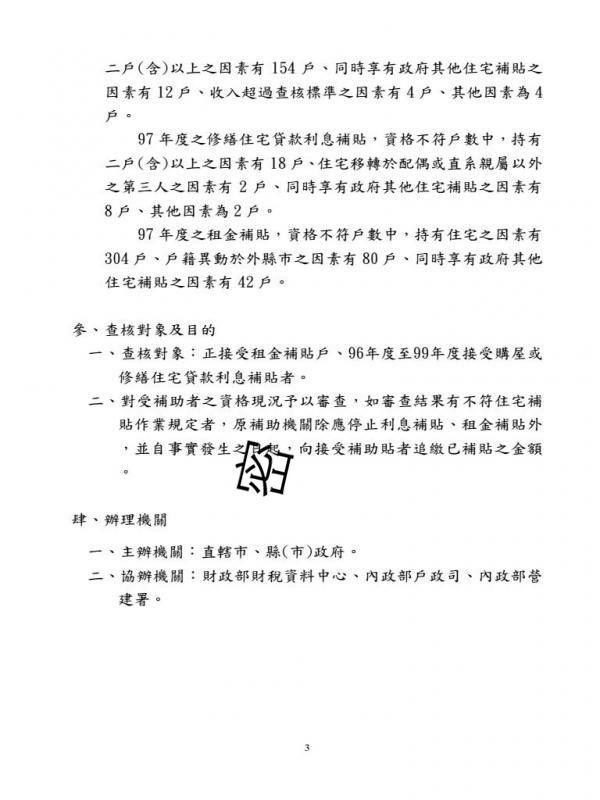 二戶(含)以上之因素有 154 戶、同時享有政府其他住宅補貼之
因素有 12 戶、收入超過查核標準之因素有 4 戶、其他因素為 4
戶。
97 年度之修繕住宅貸款利息補貼，資格不符戶數中，持有
二戶(含)以上之因素有 18 戶、住宅移轉於配偶或直系親屬以外
之第三人之因素有 2 戶、同時享有政府其他住宅補貼之因素有
8 戶、其他因素為 2 戶。
97 年度之租金補貼，資格不符戶數中，持有住宅之因素有
304 戶、戶籍異動於外縣市之因素有 80 戶、同時享有政府其他
住宅補貼之因素有 42 戶。
參、查核對象及目的
一、查核對象：正接受租金補貼戶、96年度至99年度接受購屋或
修繕住宅貸款利息補貼者。
二、對受補助者之資格現況予以審查，如審查結果有不符住宅補
貼作業規定者，原補助機關除應停止利息補貼、租金補貼外
，並自事實發生之日起，向接受補助貼者追繳已補貼之金額
。
密
肆、辦理機關
一、主辦機關：直轄市、縣(市)政府。
二、協辦機關：財政部財稅資料中心、內政部戶政司、內政部營
建署。
3